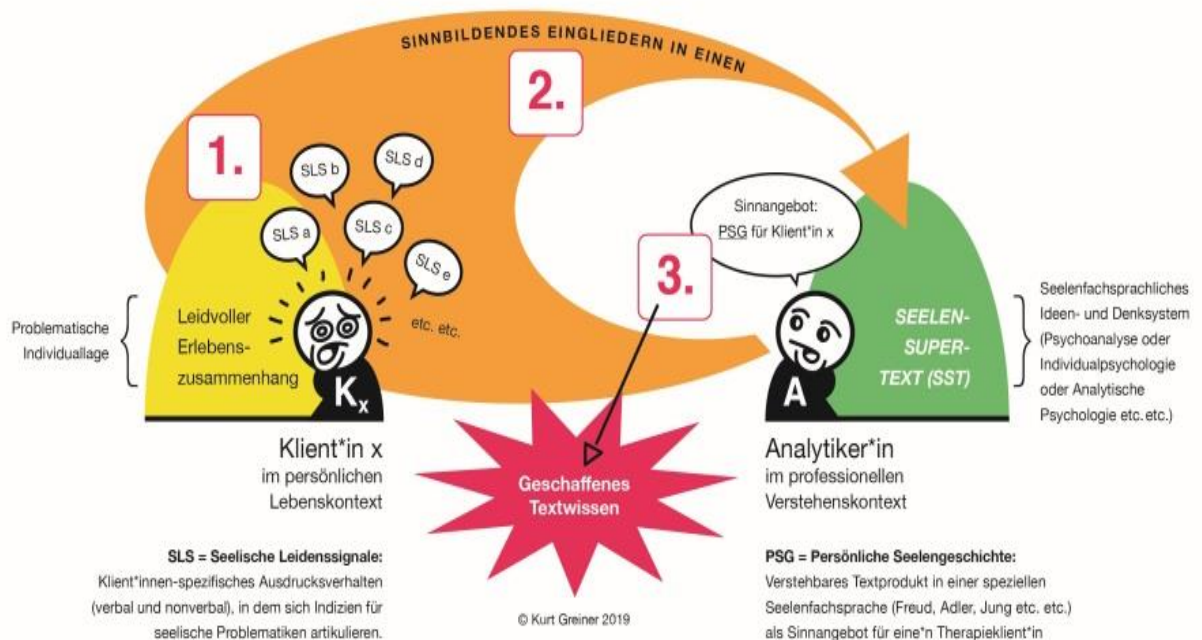 SINNBILDENDES EINGLIEDERN IN EINEN
1.
2.
SLS a
SLS b
SLS c
SLS d
SLS e
etc. etc.
Problematische
Individuallage
Leidvoller
Erlebens-
zusammenhang
Kx
Klient*in x
im persönlichen
Lebenskontext
Sinnangebot:
PSG für Klient*in x
3.
A
SEELEN-
SUPER-
TEXT (SST)
Seelenfachsprachliches
Ideen- und Denksystem
(Psychoanalyse oder
Individualpsychologie
oder Analytische
Psychologie etc. etc.)
Analytiker*in
im professionellen
Verstehenskontext
Geschaffenes
Textwissen
SLS = Seelische Leidenssignale:
Klient*innen-spezifisches Ausdrucksverhalten
(verbal und nonverbal), in dem sich Indizien für
seelische Problematiken artikulieren.
© Kurt Greiner 2019
PSG = Persönliche Seelengeschichte:
Verstehbares Textprodukt in einer speziellen
Seelenfachsprache (Freud, Adler, Jung etc. etc.)
als Sinnangebot für eine*n Therapieklient*in